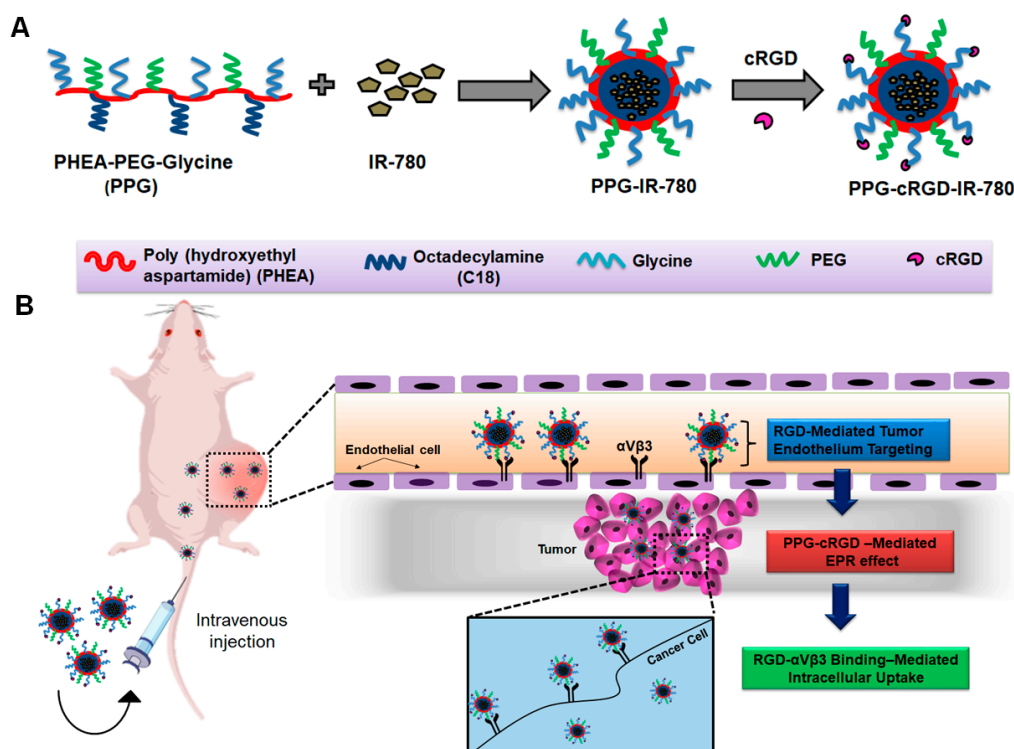 A
cRGD
PHEA-PEG-Glycine
(PPG)
IR-780
PPG-IR-780
PPG-cRGD-IR-780
Poly (hydroxyethyl
aspartamide) (PHEA)
Octadecylamine
(C18)
Glycine
PEG
cRGD
B
Endothelial cell
αVβ3
RGD-Mediated Tumor
Endothelium Targeting
Tumor
PPG-cRGD –Mediated
EPR effect
Intravenous
injection
Cancer Cell
RGD-αVβ3 Binding–Mediated
Intracellular Uptake